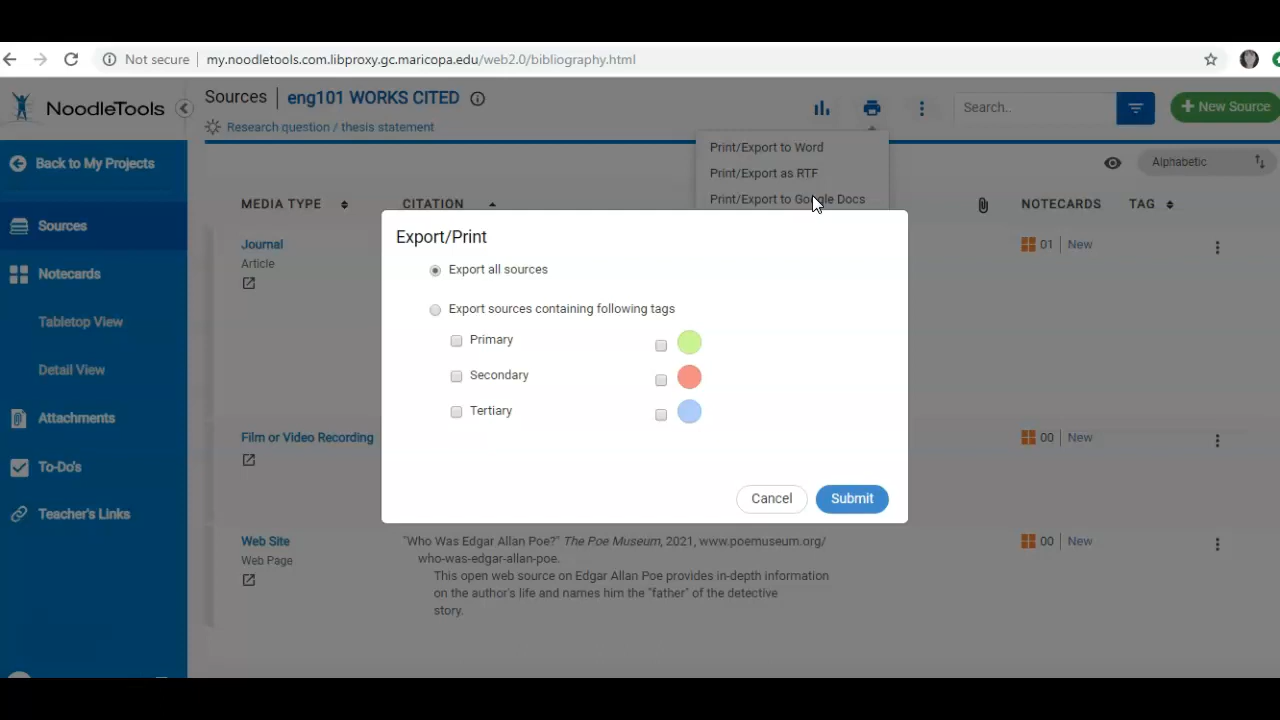 Not secure my.noodletools.com.libproxy.gc.maricopa.edu/web2.0/bibliography.html
NoodleTools
Sources eng101 WORKS CITED
Research question / thesis statement
Search..
+ New Source
Back to My Projects
Sources
Notecards
Tabletop View
Detail View
Attachments
To-Do's
Teacher's Links
Print/Export to Word
Print/Export as RTF
Print/Export to Google Docs
Alphabetic
MEDIA TYPE CITATION NOTECARDS TAG
Journal 01 New
Article
Export/Print
Export all sources
Export sources containing following tags
Primary
Secondary
Tertiary
Cancel Submit
Film or Video Recording 00 New
Web Site 00 New
Web Page
"Who Was Edgar Allan Poe?" The Poe Museum, 2021, www.poemuseum.org/
who-was-edgar-allan-poe.
This open web source on Edgar Allan Poe provides in-depth information
on the author's life and names him the "father" of the detective
story.